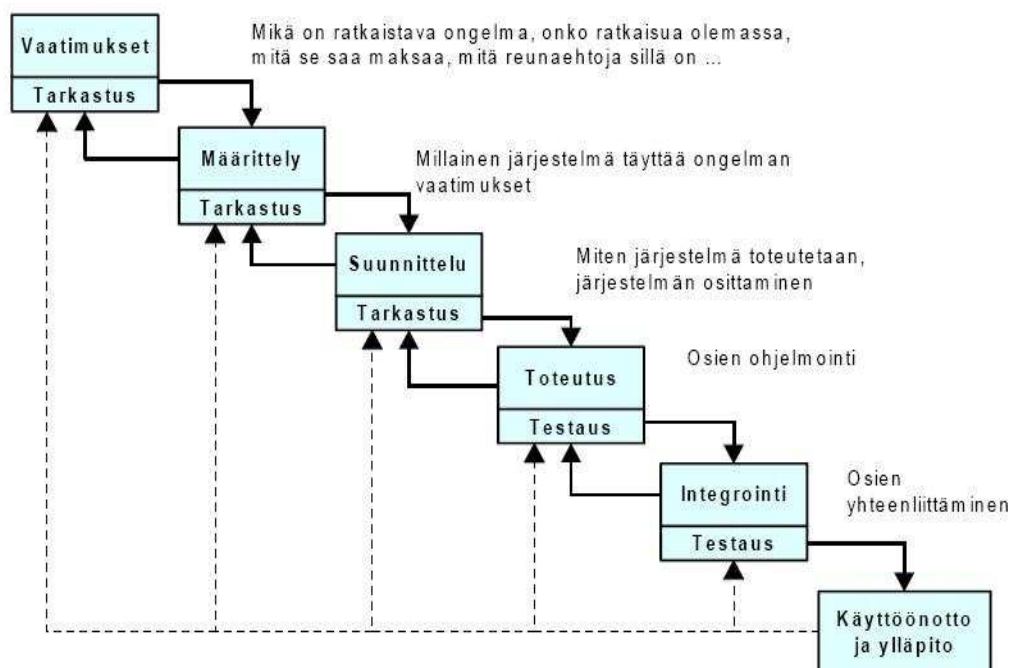 Vaatimukset
Tarkastus
Mikä on ratkaistava ongelma, onko ratkaisua olemassa,
mitä se saa maksaa, mitä reunaehtoja sillä on ...
Määrittely
Tarkastus
Millainen järjestelmä täyttää ongelman
vaatimukset
Suunnittelu
Tarkastus
Miten järjestelmä toteutetaan,
järjestelmän osittaminen
Toteutus
Testaus
Osien ohjelmointi
Integrointi
Testaus
Osien
yhteenliittäminen
Käyttöönotto
ja ylläpito